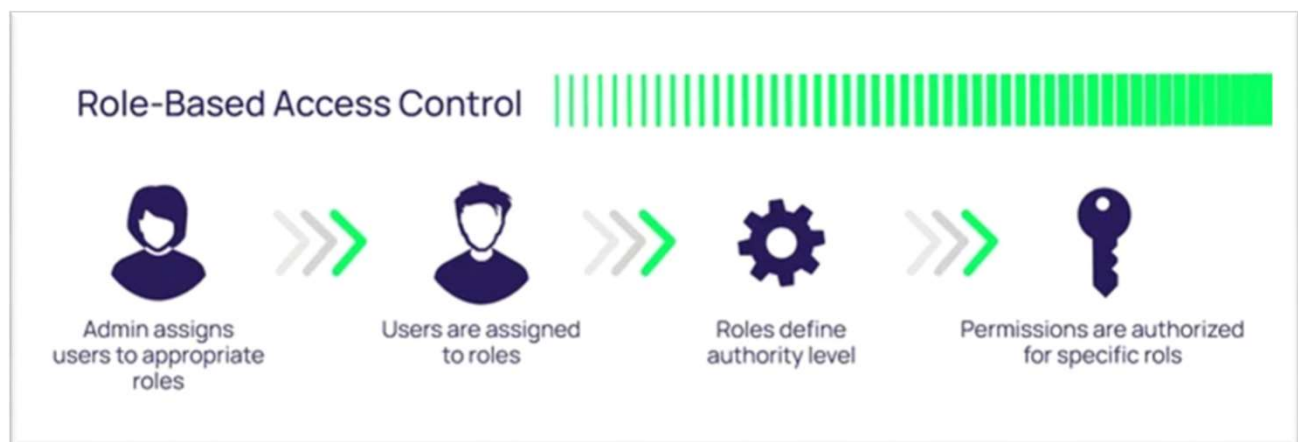 Role-Based Access Control
Admin assigns
users to appropriate
roles
Users are assigned
to roles
Roles define
authority level
Permissions are authorized
for specific rols